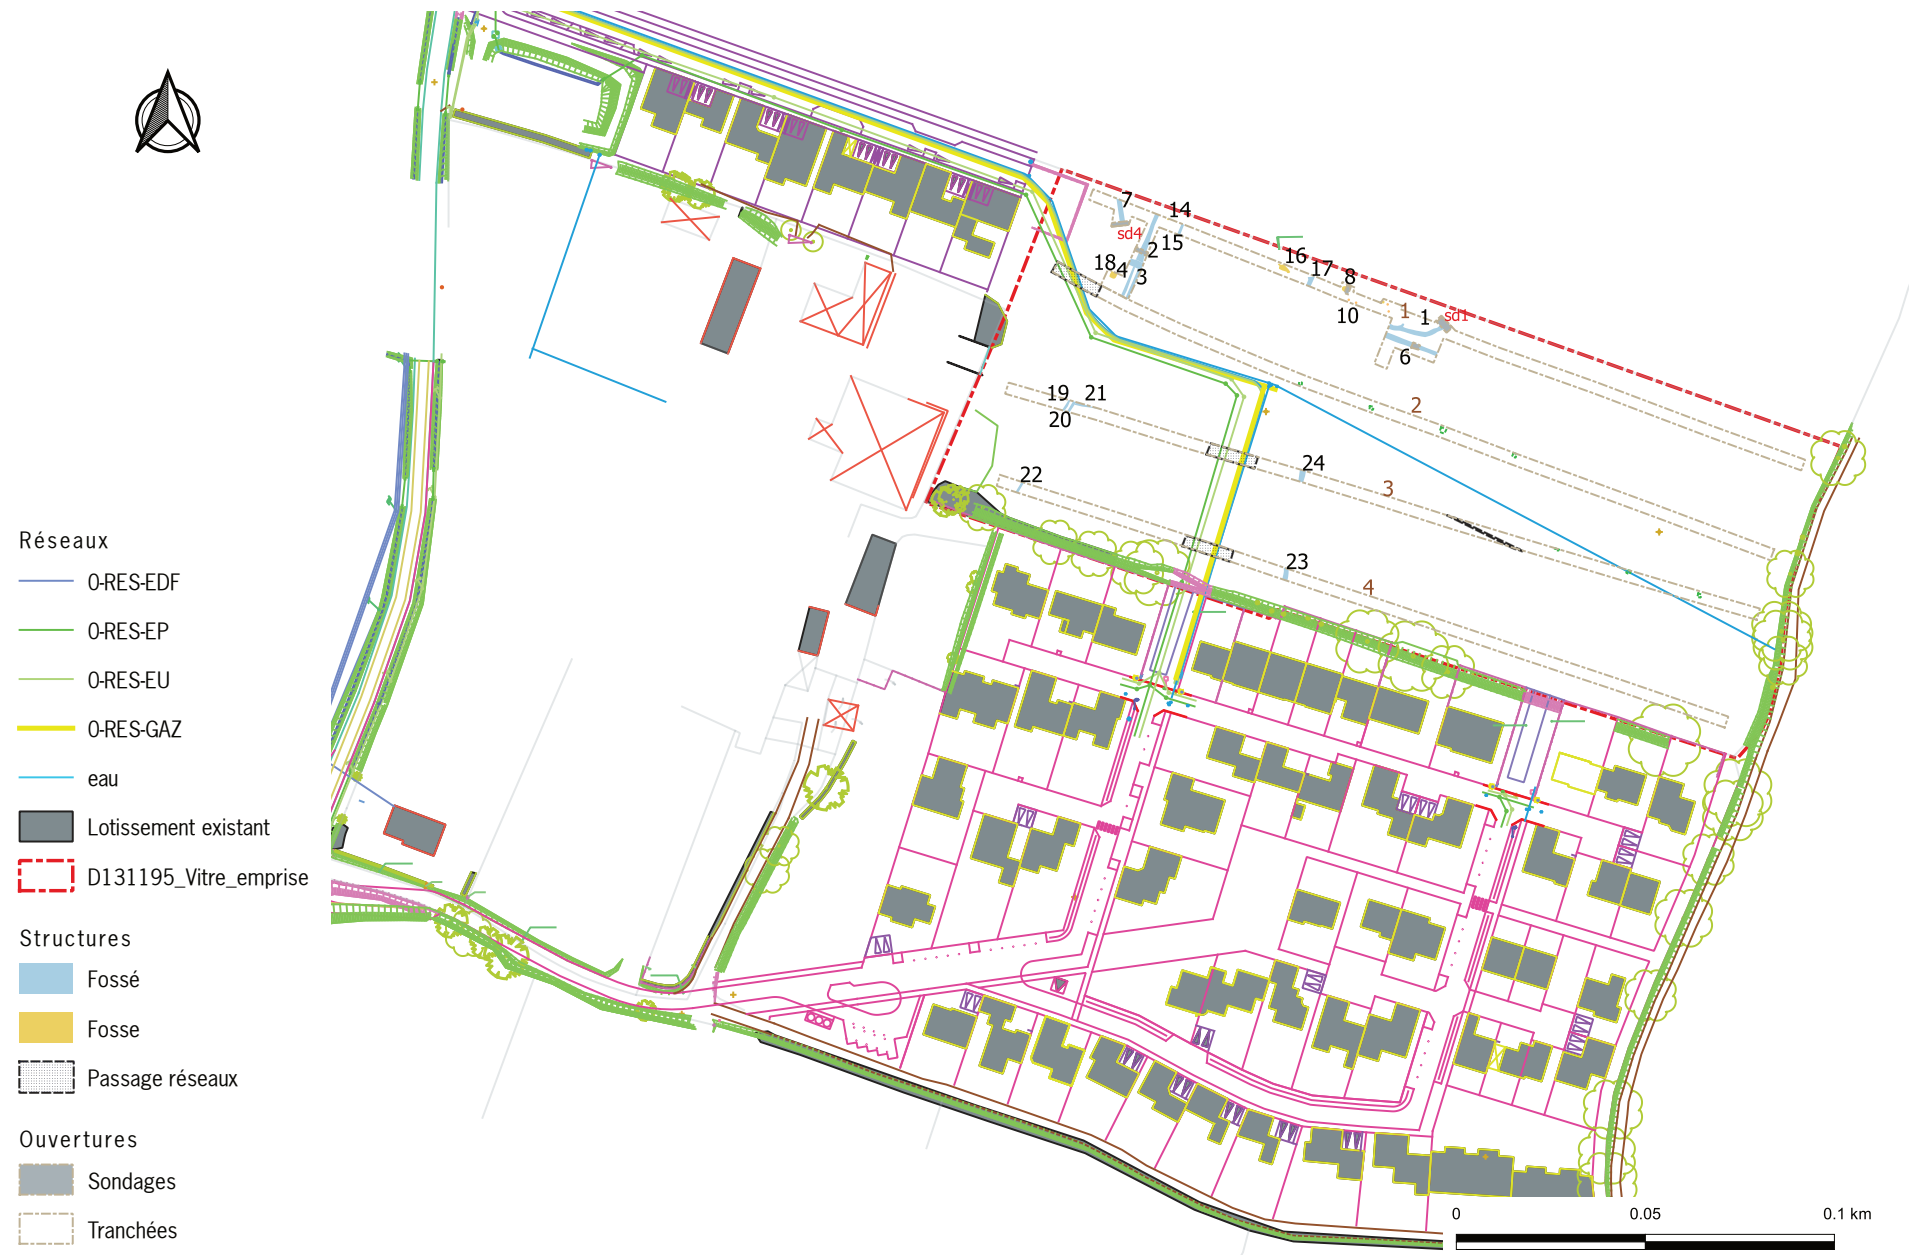 7
14
sd4
2
15
18
4
3
16
17
8
10
1
1
sd1
6
19
21
20
2
24
22
3
23
4
Réseaux
0-RES-EDF
0-RES-EP
0-RES-EU
0-RES-GAZ
eau
Lotissement existant
D131195_Vitre_emprise
Structures
Fossé
Fosse
Passage réseaux
Ouvertures
Sondages
Tranchées
0 0.05 0.1 km